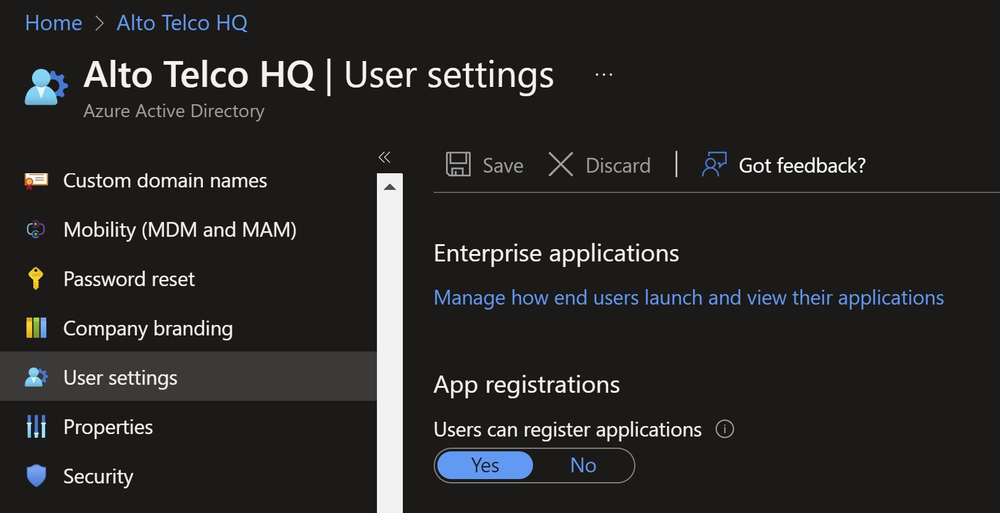 Home > Alto Telco HQ
Alto Telco HQ | User settings ...
Azure Active Directory
Custom domain names
Mobility (MDM and MAM)
Password reset
Company branding
User settings
Properties
Security
Save Discard | Got feedback?
Enterprise applications
Manage how end users launch and view their applications
App registrations
Users can register applications
Yes No